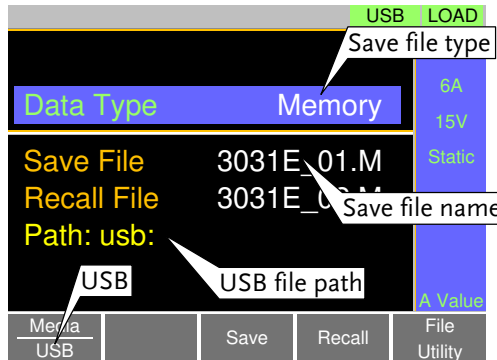 USB LOAD
Save file type
Data Type Memory
6A
15V
Static
Save File 3031E_01.M
Recall File 3031E_0 .M
Save file name
Path: usb:
USB
USB file path
A Value
Media
USB
Save
Recall
File
Utility